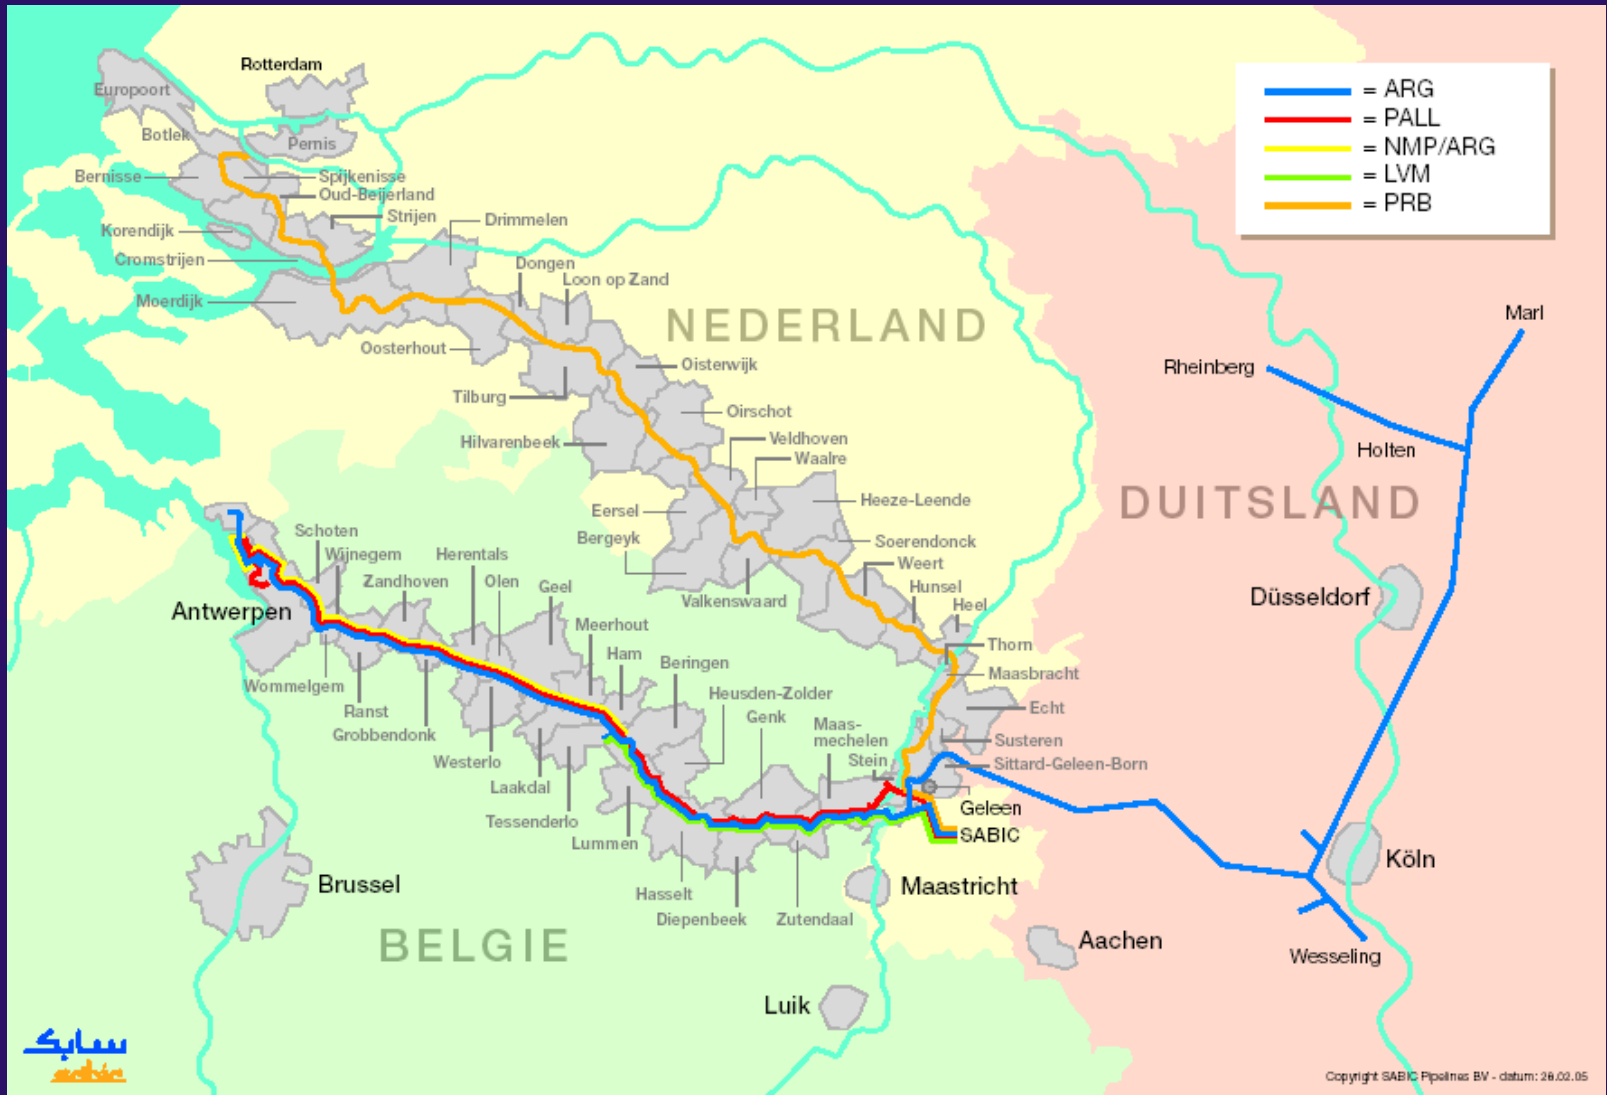 Rotterdam
Europoort
Botlek
Pernis
Bernisse
Spijkenisse
Oud-Beijerland
Strijen
Drimmelen
Korendijk
Cromstrijen
Dongen
Loon op Zand
Moerdijk
NEDERLAND
Oosterhout
Oisterwijk
Tilburg
Oirschot
Hilvarenbeek
Veldhoven
Waalre
Heeze-Leende
Eersel
Bergeyk
Soerendonck
Weert
Valkenswaard
Hunsel
Heel
Thorn
Maasbracht
Echt
Susteren
Sittard-Geleen-Born
Geleen
SABIC
= ARG
= PALL
= NMP/ARG
= LVM
= PRB
Marl
Rheinberg
Holten
DUITSLAND
Düsseldorf
Köln
Wesseling
Aachen
Schoten
Wijnegem
Herentals
Zandhoven
Olen
Geel
Antwerpen
Meerhout
Ham
Beringen
Wommelgem
Heusden-Zolder
Ranst
Genk
Grobbendonk
Maas-
mechelen
Westerlo
Stein
Laakdal
Tessenderlo
Lummen
Hasselt
Diepenbeek
Zutendaal
Maastricht
Brussel
BELGIE
Luik
سابك
sabic
Copyright SABIC Pipelines BV - datum: 28.02.05